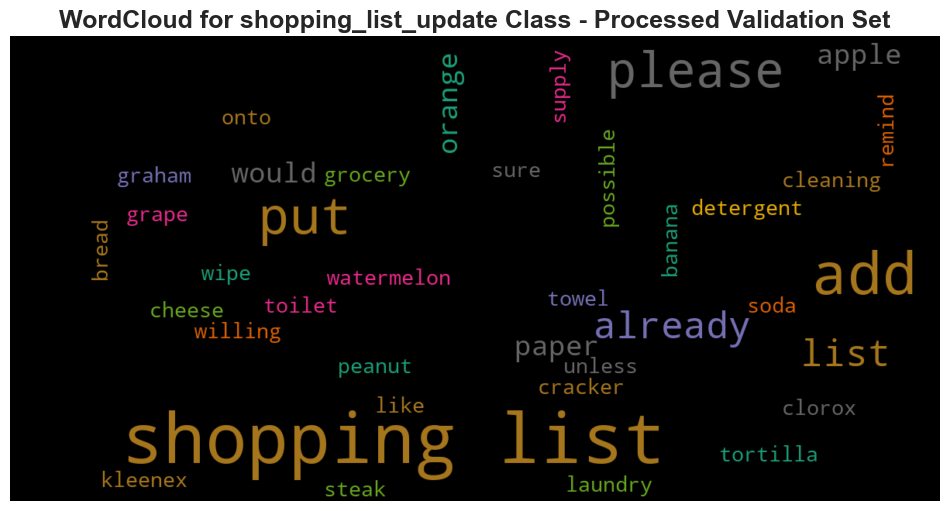 WordCloud for shopping_list_update Class - Processed Validation Set
please
apple
orange
supply
onto
remind
possible
graham
would
grocery
sure
cleaning
grape
put
detergent
bread
banana
wipe
watermelon
add
cheese
toilet
towel
soda
willing
already
paper
list
peanut
unless
cracker
like
clorox
shopping list
tortilla
kleenex
steak
laundry